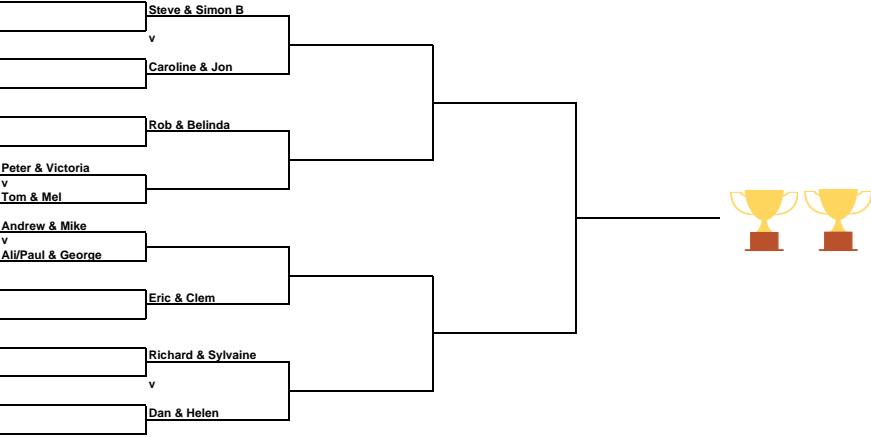 Steve & Simon B
v
Caroline & Jon
Rob & Belinda
Peter & Victoria
v
Tom & Mel
Andrew & Mike
v
Ali/Paul & George
Eric & Clem
Richard & Sylvaine
v
Dan & Helen